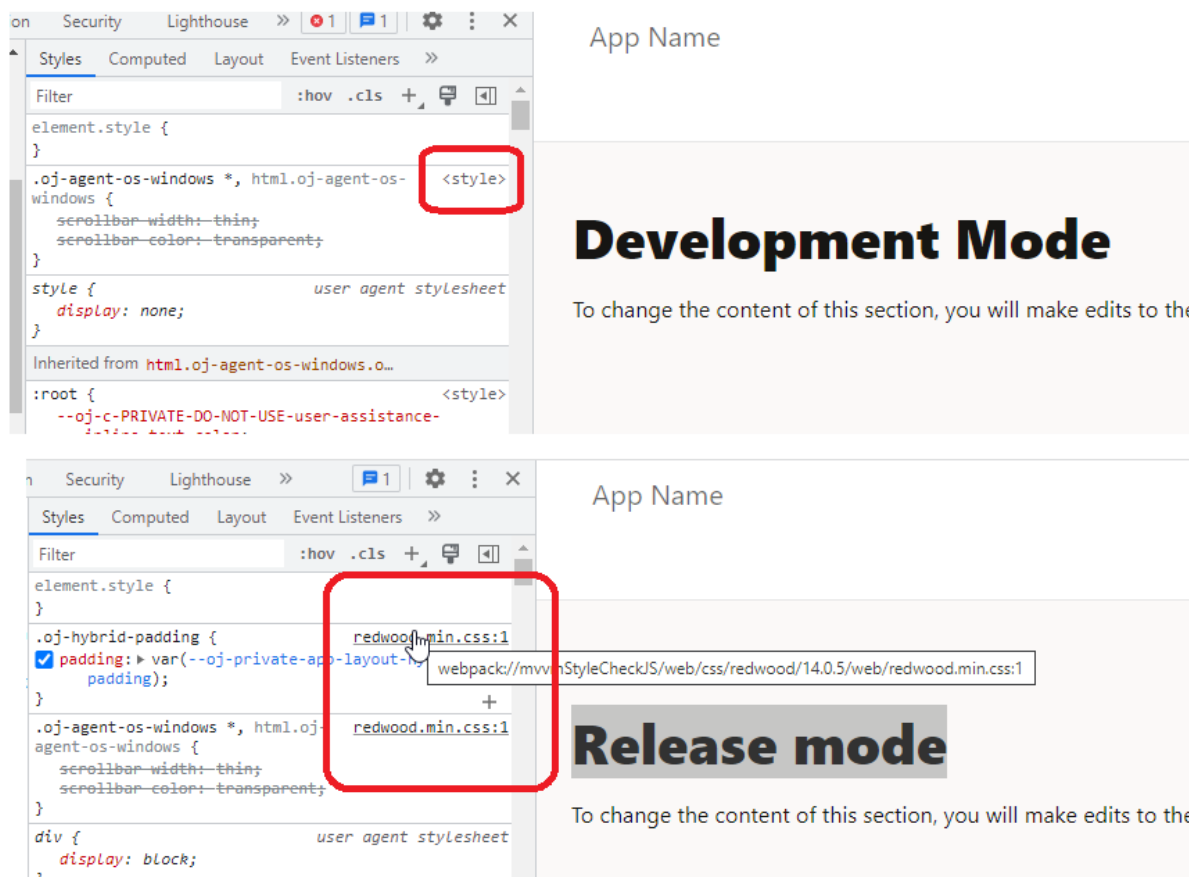 on Security Lighthouse » 1 1
Styles Computed Layout Event Listeners »
Filter :hov .cls +
element.style {
}
.oj-agent-os-windows *, html.oj-agent-os- <style>
windows {
scrollbar-width: thin;
scrollbar-color: transparent;
}
style { user agent stylesheet
display: none;
}
Inherited from html.oj-agent-os-windows.o…
:root { <style>
--oj-c-PRIVATE-DO-NOT-USE-user-assistance-
App Name
Development Mode
To change the content of this section, you will make edits to the
Security Lighthouse » 1
Styles Computed Layout Event Listeners »
Filter :hov .cls +
element.style {
}
.oj-hybrid-padding { redwood.min.css:1
padding: var(--oj-private-app-layout-hy
padding);
}
webpack://mvvmStyleCheckJS/web/css/redwood/14.0.5/web/redwood.min.css:1
.oj-agent-os-windows *, html.oj- redwood.min.css:1
agent-os-windows {
scrollbar-width: thin;
scrollbar-color: transparent;
}
div { user agent stylesheet
display: block;
App Name
Release mode
To change the content of this section, you will make edits to the